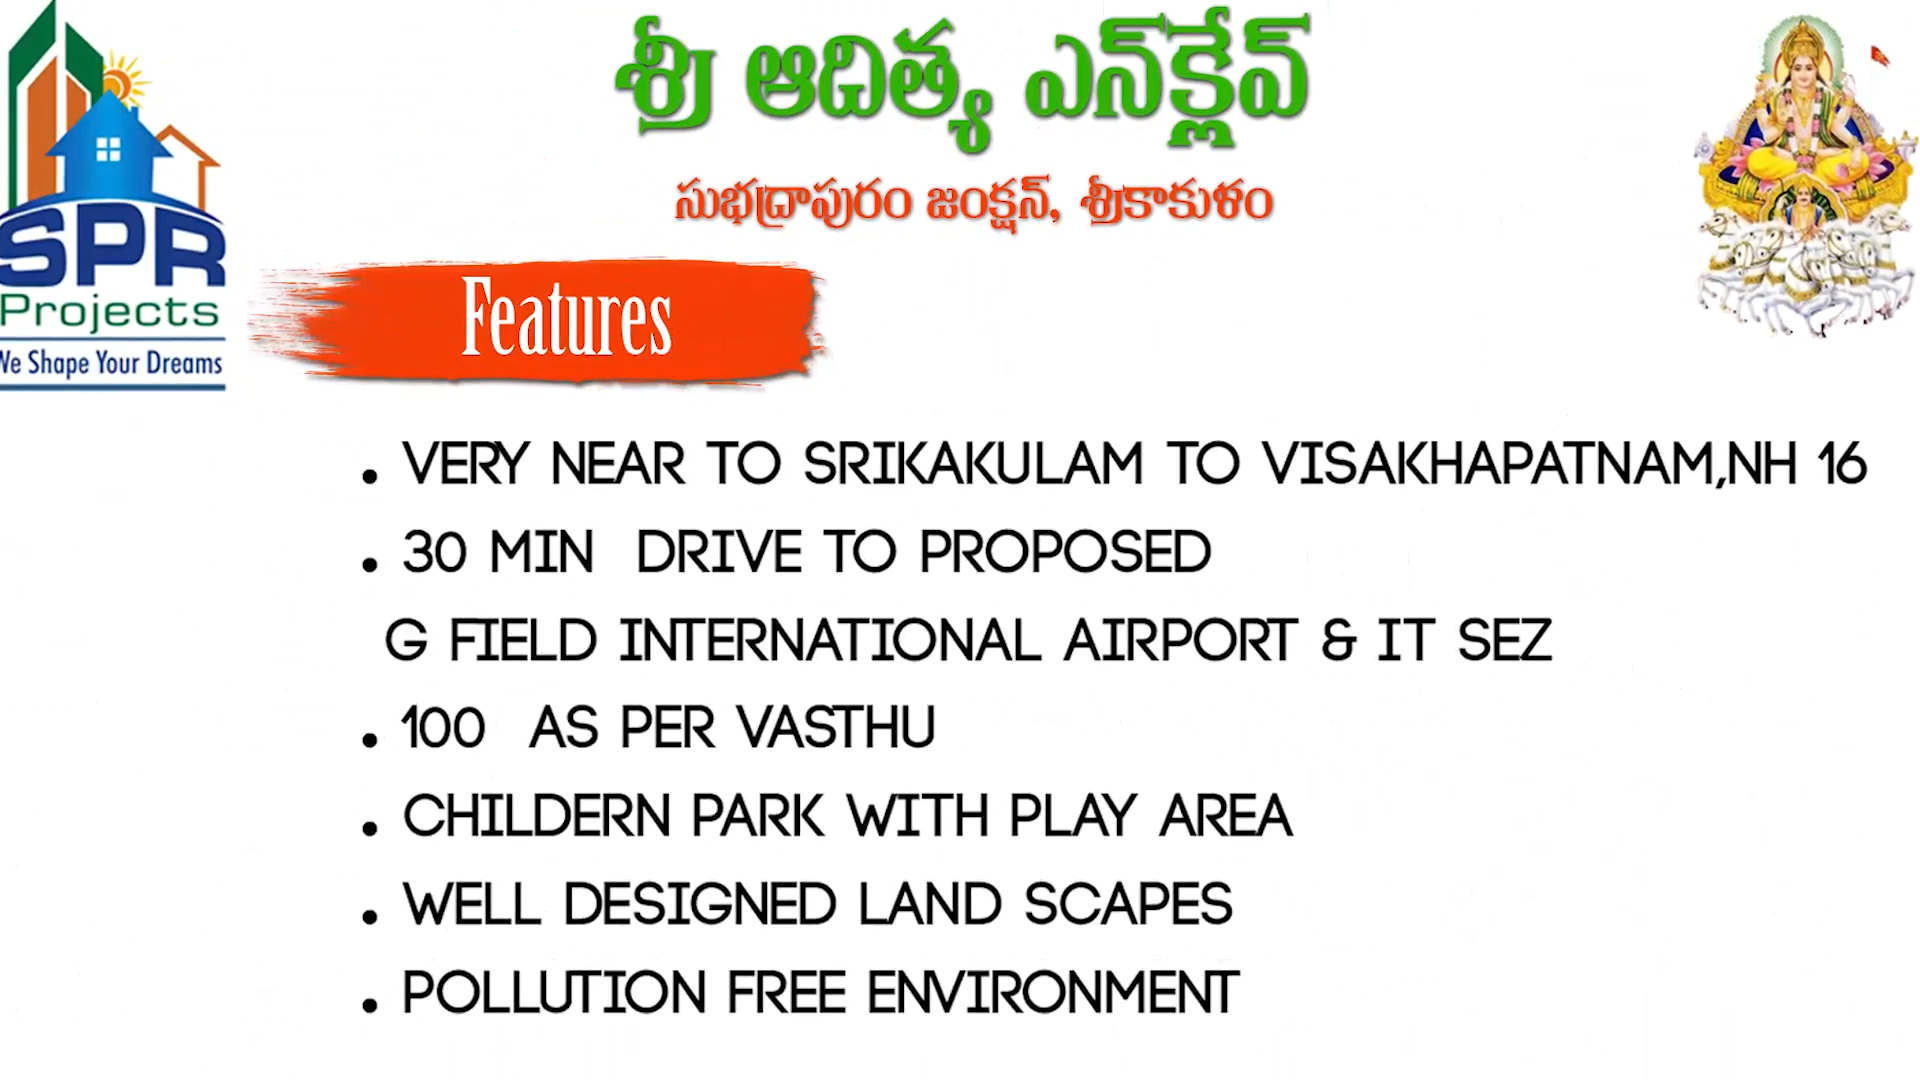 శ్రీ ఆదిత్య ఎన్‌క్లేవ్
సుభద్రాపురం జంక్షన్, శ్రీకాకుళం
SPR
Projects
We Shape Your Dreams
Features
. VERY NEAR TO SRIKAKULAM TO VISAKHAPATNAM,NH 16
. 30 MIN DRIVE TO PROPOSED
G FIELD INTERNATIONAL AIRPORT & IT SEZ
. 100 AS PER VASTHU
. CHILDERN PARK WITH PLAY AREA
. WELL DESIGNED LAND SCAPES
. POLLUTION FREE ENVIRONMENT